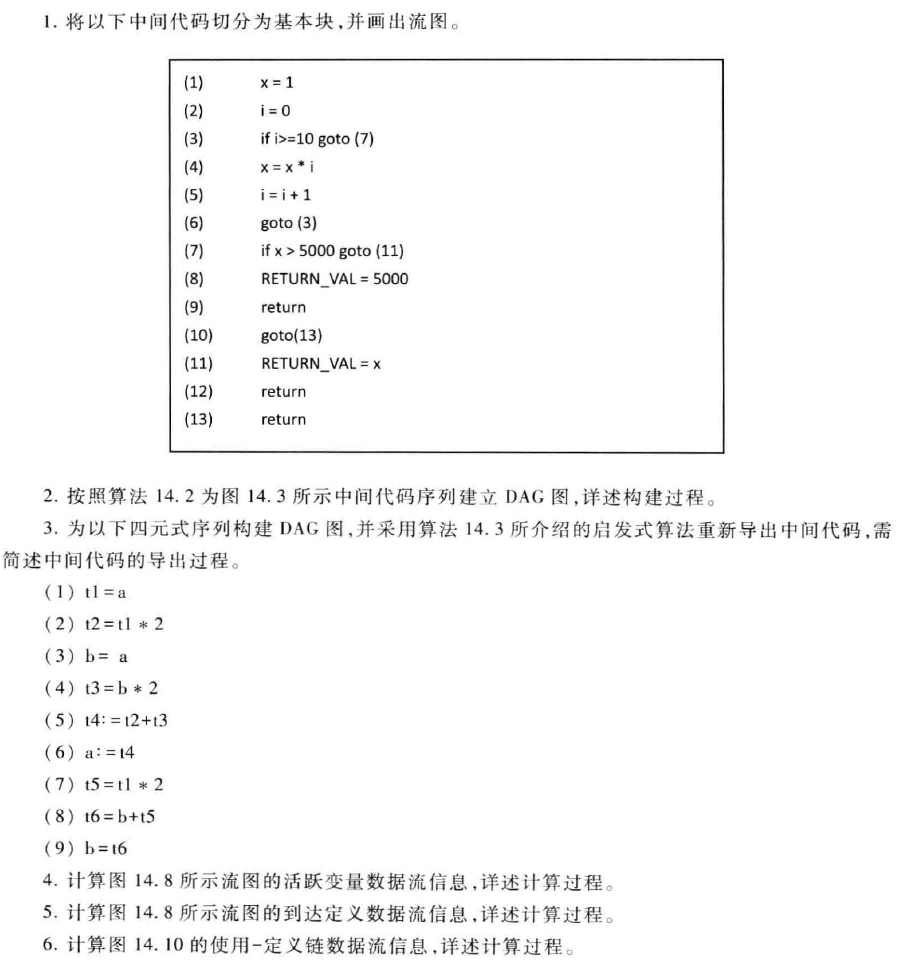 1. 将以下中间代码切分为基本块,并画出流图。
(1) x = 1
(2) i = 0
(3) if i>=10 goto (7)
(4) x = x * i
(5) i = i + 1
(6) goto (3)
(7) if x > 5000 goto (11)
(8) RETURN_VAL = 5000
(9) return
(10) goto(13)
(11) RETURN_VAL = x
(12) return
(13) return
2. 按照算法 14.2 为图 14.3 所示中间代码序列建立 DAG 图,详述构建过程。
3. 为以下四元式序列构建 DAG 图,并采用算法 14.3 所介绍的启发式算法重新导出中间代码,需
简述中间代码的导出过程。
(1) t1=a
(2) t2=t1 * 2
(3) b= a
(4) t3=b * 2
(5) t4:=t2+t3
(6) a:=t4
(7) t5=t1 * 2
(8) t6=b+t5
(9) b=t6
4. 计算图 14.8 所示流图的活跃变量数据流信息,详述计算过程。
5. 计算图 14.8 所示流图的到达定义数据流信息,详述计算过程。
6. 计算图 14.10 的使用-定义链数据流信息,详述计算过程。